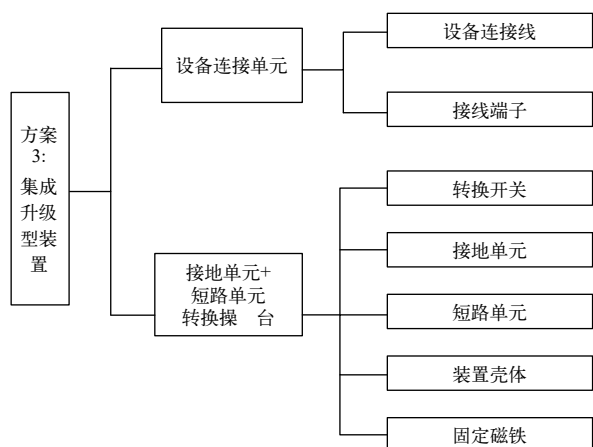 方案
3:
集成
升级
型装
置
设备连接单元
设备连接线
接线端子
接地单元+
短路单元
转换操 台
转换开关
接地单元
短路单元
装置壳体
固定磁铁